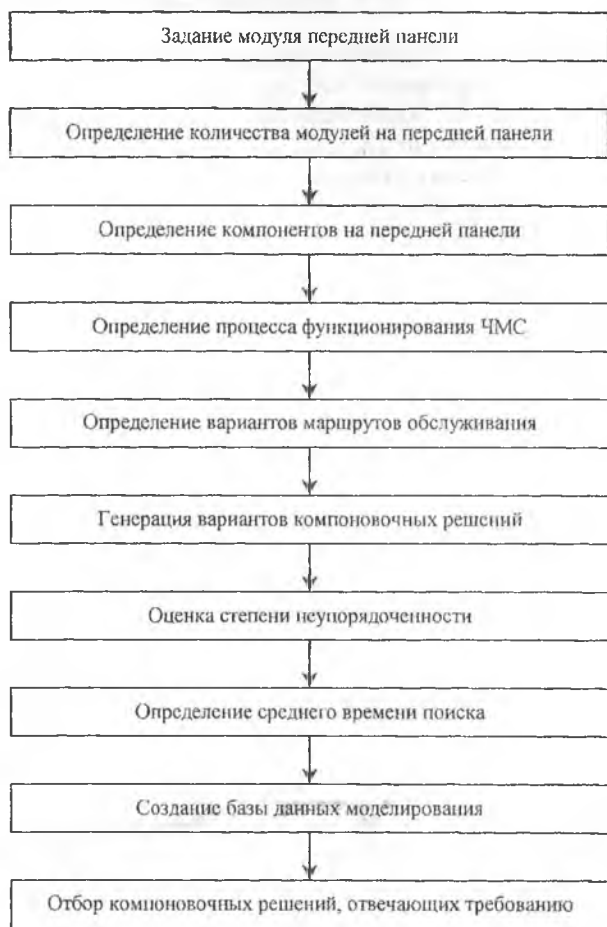 Задание модуля передней панели
Определение количества модулей на передней панели
Определение компонентов на передней панели
Определение процесса функционирования ЧМС
Определение вариантов маршрутов обслуживания
Генерация вариантов компоновочных решений
Оценка степени неупорядоченности
Определение среднего времени поиска
Создание базы данных моделирования
Отбор компоновочных решений, отвечающих требованию